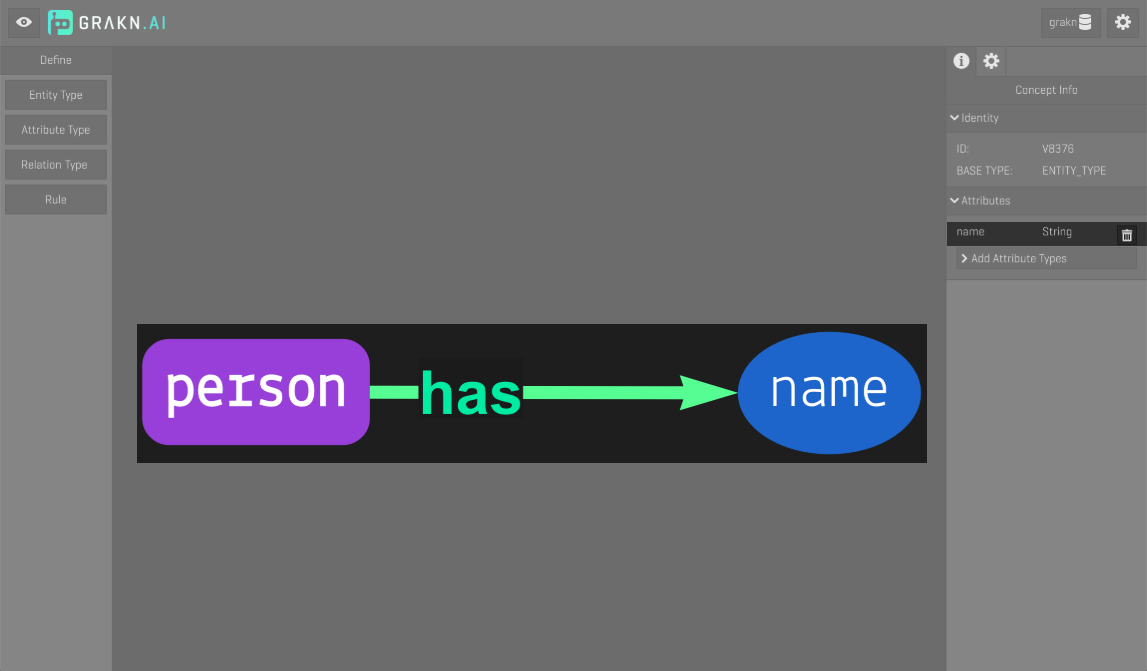 GRAKN.AI
grakn
Define
Entity Type
Attribute Type
Relation Type
Rule
person has name
Concept Info
Identity
ID: V8376
BASE TYPE: ENTITY_TYPE
Attributes
name String
Add Attribute Types